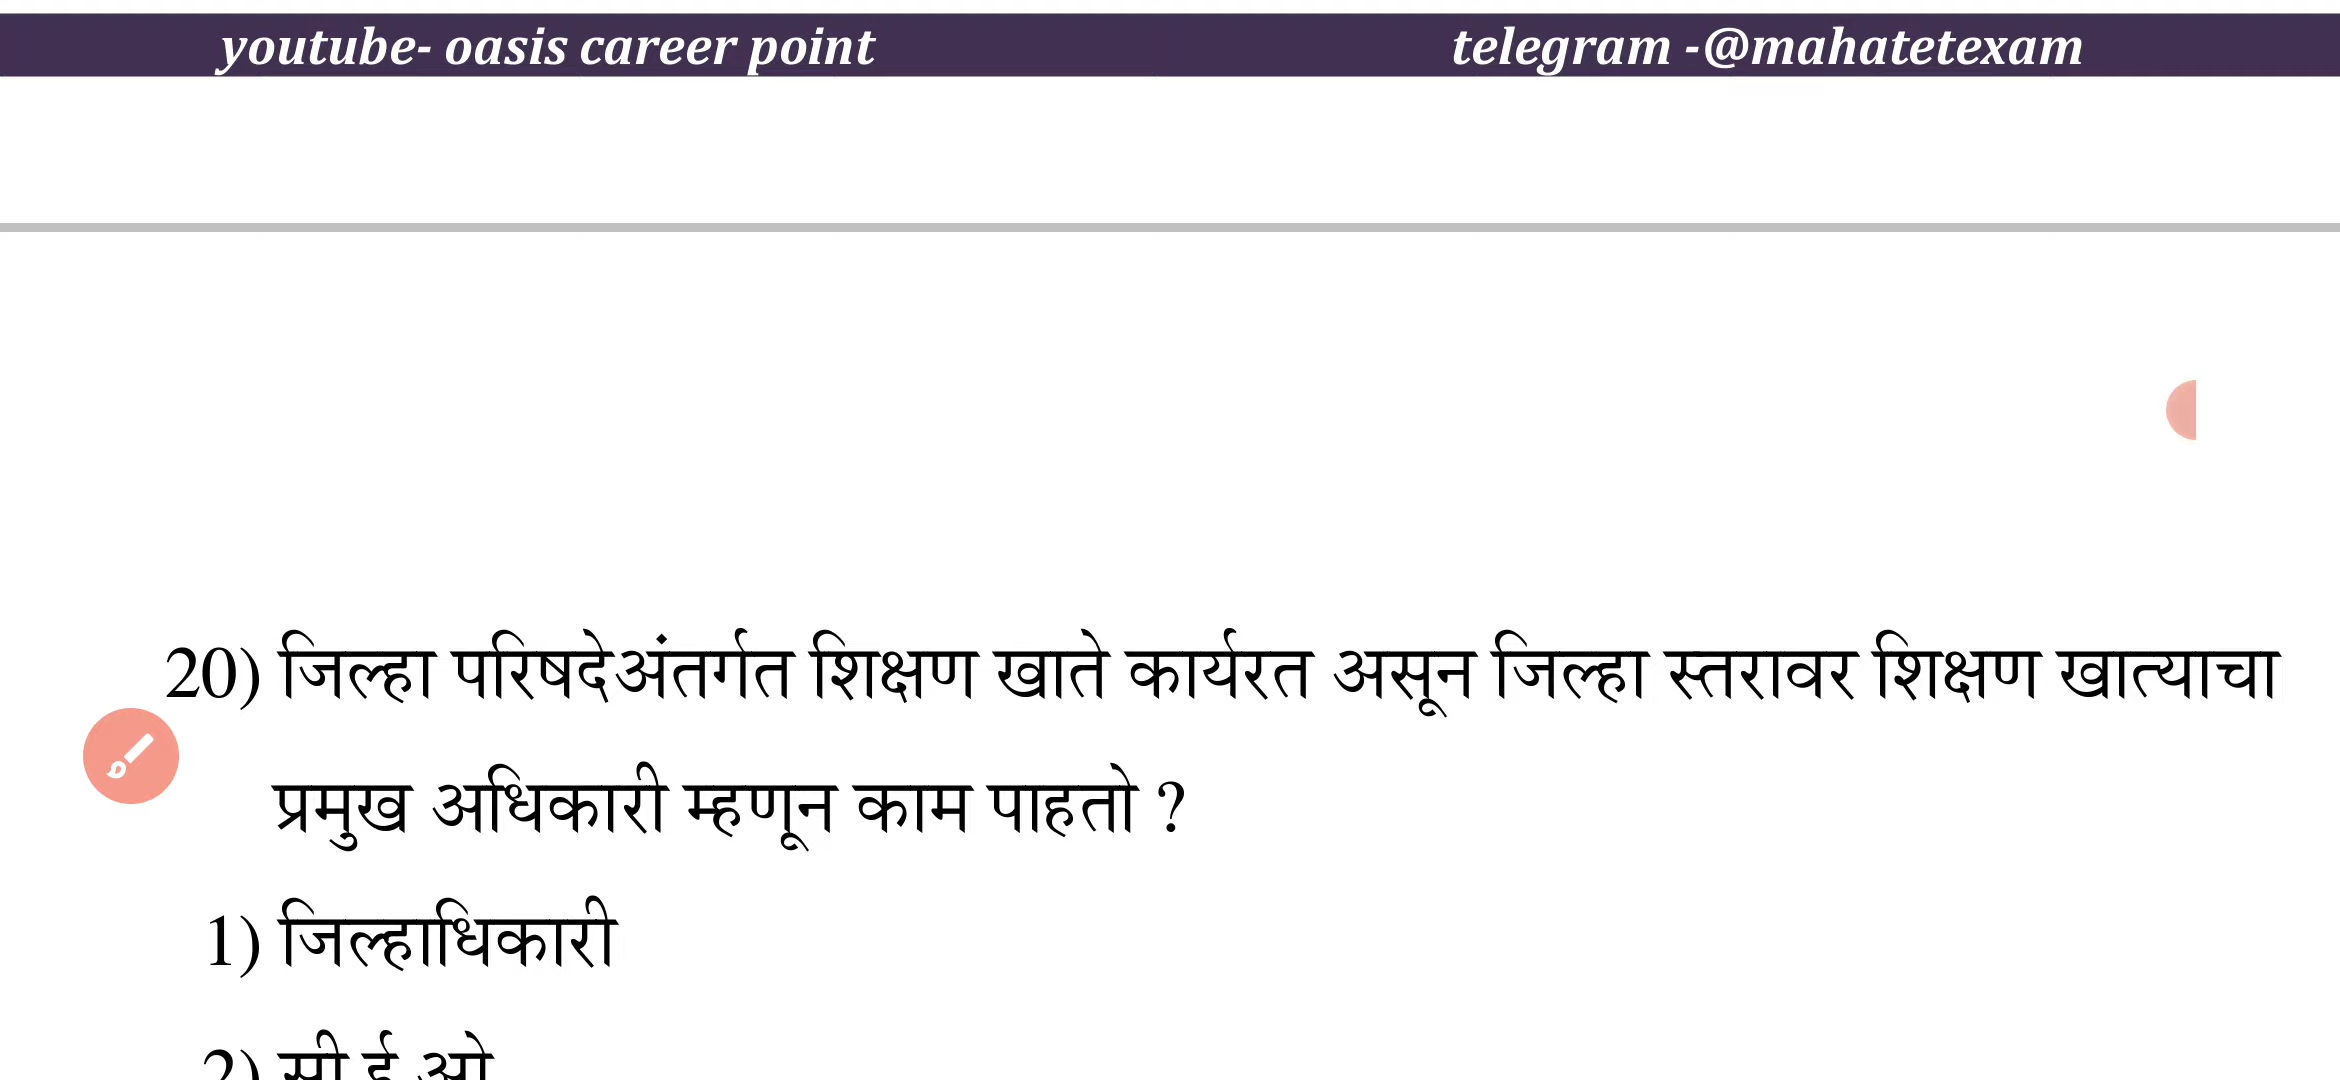 youtube- oasis career point telegram -@mahatetexam
20) जिल्हा परिषदेअंतर्गत शिक्षण खाते कार्यरत असून जिल्हा स्तरावर शिक्षण खात्याचा
प्रमुख अधिकारी म्हणून काम पाहतो ?
1) जिल्हाधिकारी
2) सी ई ओ